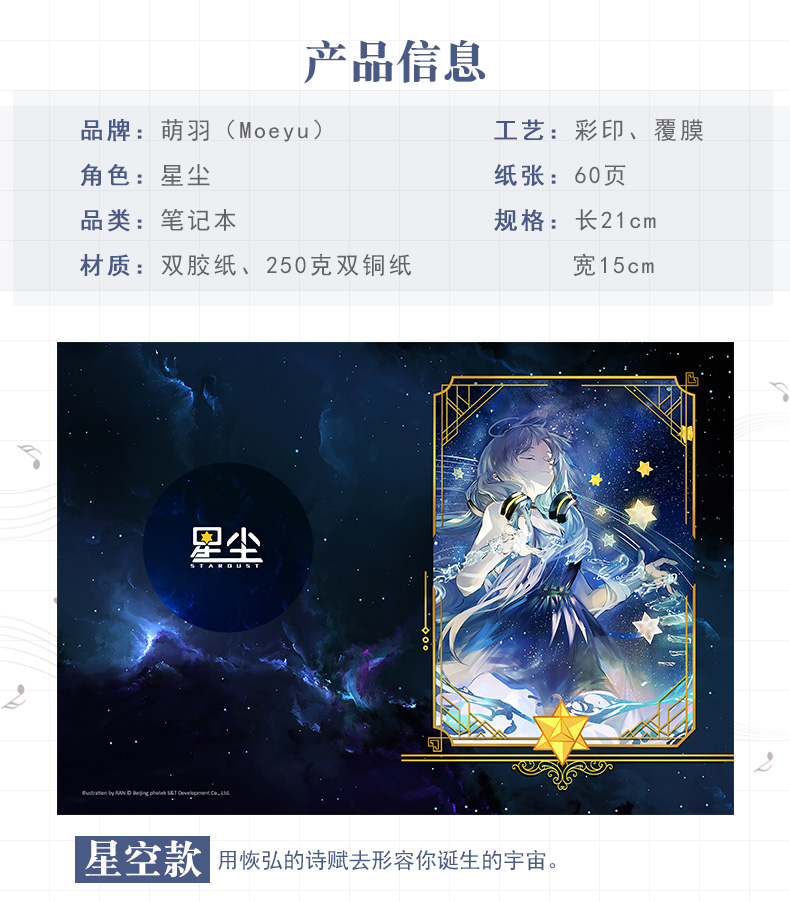 产品信息
品牌：萌羽（Moeyu）
工艺：彩印、覆膜
角色：星尘
纸张：60页
品类：笔记本
规格：长21cm
材质：双胶纸、250克双铜纸
宽15cm
星尘
STARDUST
Illustration by RAN © Beijing photek S&T Development Co., Ltd.
星空款
用恢弘的诗赋去形容你诞生的宇宙。